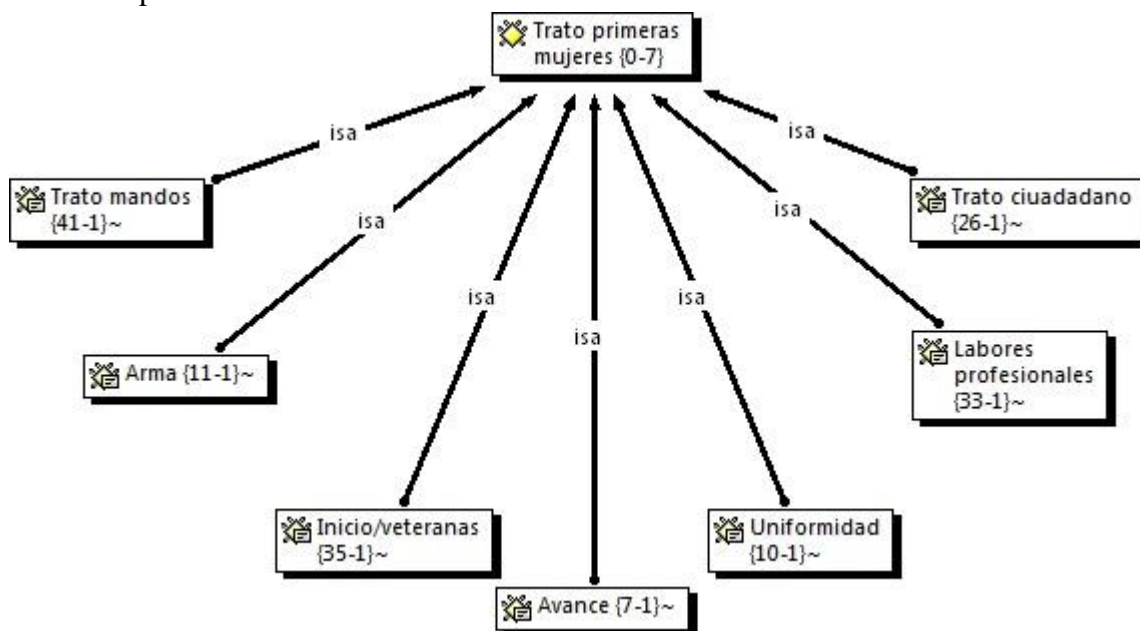 Trato primeras
mujeres {0-7}
isa
isa
isa
isa
isa
isa
isa
Trato mandos
{41-1}~
Trato ciuadadano
{26-1}~
Arma {11-1}~
Labores
profesionales
{33-1}~
Inicio/veteranas
{35-1}~
Uniformidad
{10-1}~
Avance {7-1}~